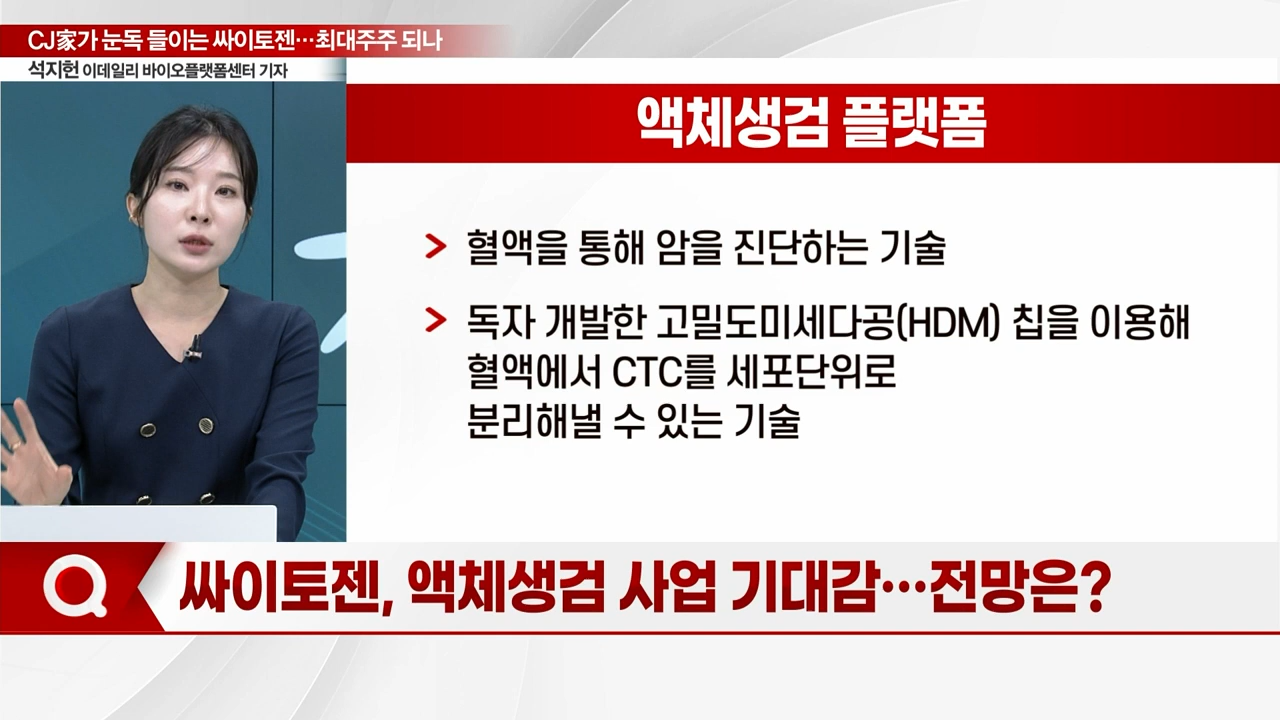 CJ家가 눈독 들이는 싸이토젠…최대주주 되나
석지헌 이데일리 바이오플랫폼센터 기자
액체생검 플랫폼
> 혈액을 통해 암을 진단하는 기술
> 독자 개발한 고밀도미세다공(HDM) 칩을 이용해
혈액에서 CTC를 세포단위로
분리해낼 수 있는 기술
Q 싸이토젠, 액체생검 사업 기대감…전망은?